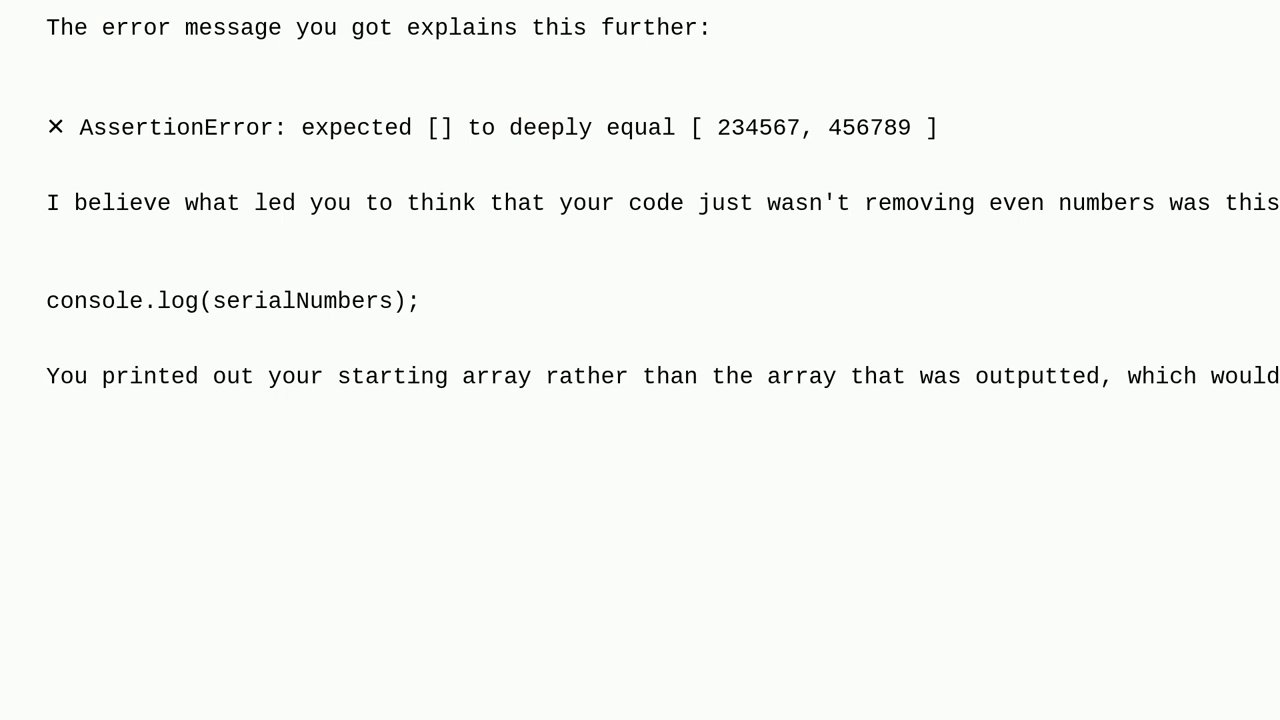 The error message you got explains this further:
✕ AssertionError: expected [] to deeply equal [ 234567, 456789 ]
I believe what led you to think that your code just wasn't removing even numbers was this
console.log(serialNumbers);
You printed out your starting array rather than the array that was outputted, which would